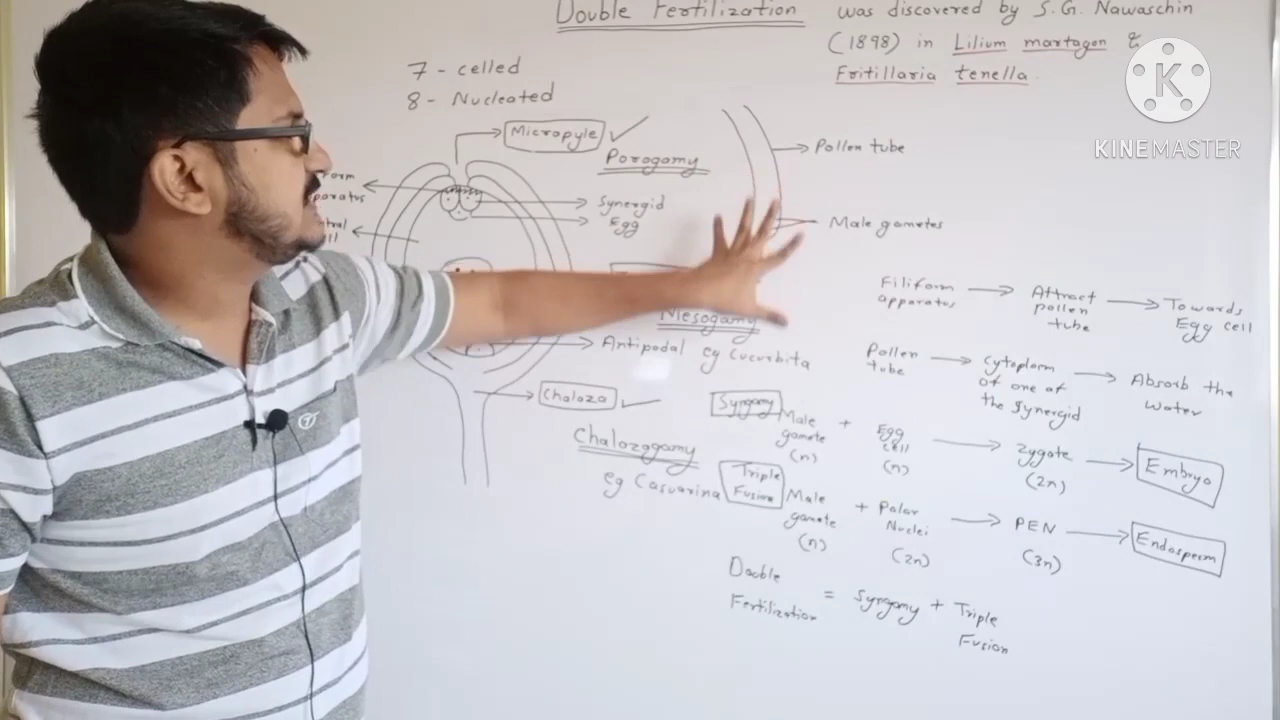 Double Fertilization was discovered by S.G. Nawaschin
(1898) in Lilium martagon &
Fritillaria tenella.
K
KINEMASTER
7 - celled
8 - Nucleated
Micropyle
Porogamy
Pollen tube
Synergid
Egg
Male gametes
Mesogamy
Antipodal eg Cucurbita
Chalaza
Chalazogamy
eg Casuarina
Filiform
apparatus
Attract
pollen
tube
Towards
Egg cell
Pollen
tube
Cytoplasm
of one of
the Synergid
Absorb the
water
Syngamy
Male
gamete
(n)
+
Egg
cell
(n)
Zygote
(2n)
Embryo
Triple
Fusion
Male
gamete
(n)
+ Polar
Nuclei
(2n)
PEN
(3n)
Endosperm
Double
Fertilization
= Syngamy + Triple
Fusion